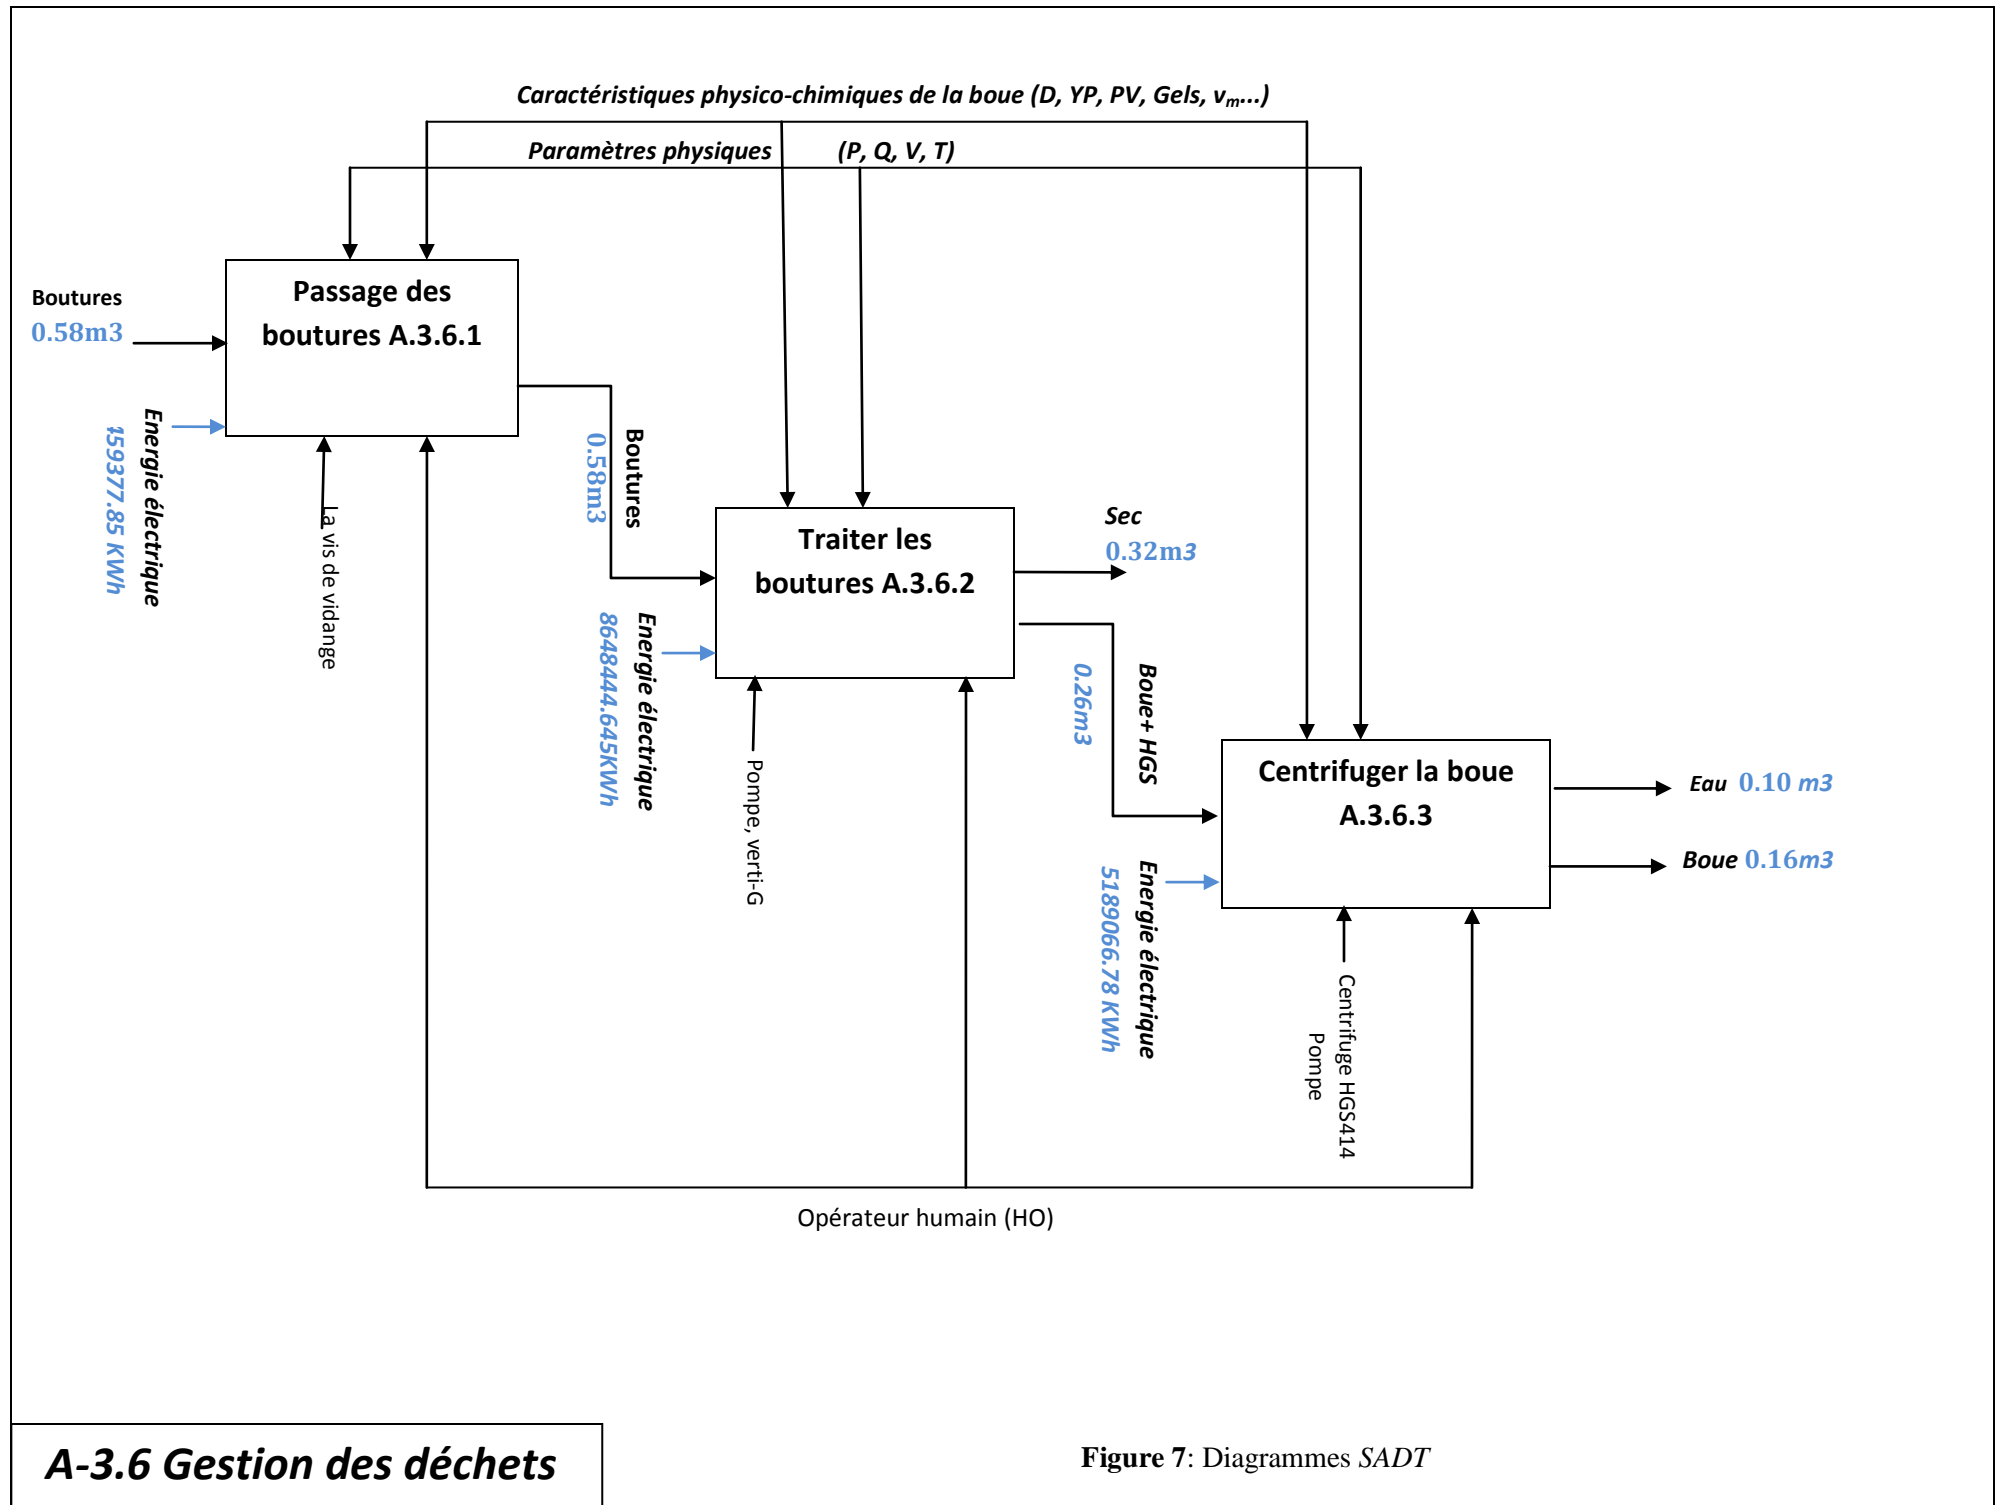 Caractéristiques physico-chimiques de la boue (D, YP, PV, Gels, vm...)
Paramètres physiques (P, Q, V, T)
Passage des
boutures A.3.6.1
Boutures
0.58m3
Energie électrique
59377.85 KWh
La vis de vidange
Boutures
0.58m3
Traiter les
boutures A.3.6.2
Sec
0.32m3
Energie électrique
8648444.645KWh
Pompe, verti-G
Boue+ HGS
0.26m3
Centrifuger la boue
A.3.6.3
Eau 0.10 m3
Boue 0.16m3
Energie électrique
5189066.78 KWh
Centrifuge HGS414
Pompe
Opérateur humain (HO)
A-3.6 Gestion des déchets
Figure 7: Diagrammes SADT